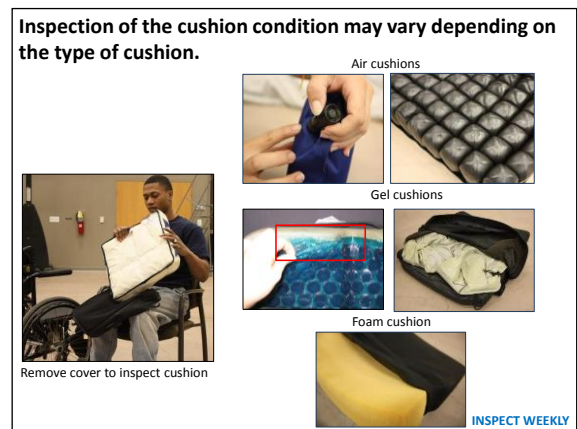 Inspection of the cushion condition may vary depending on
the type of cushion.
Air cushions
Gel cushions
Foam cushion
Remove cover to inspect cushion
INSPECT WEEKLY